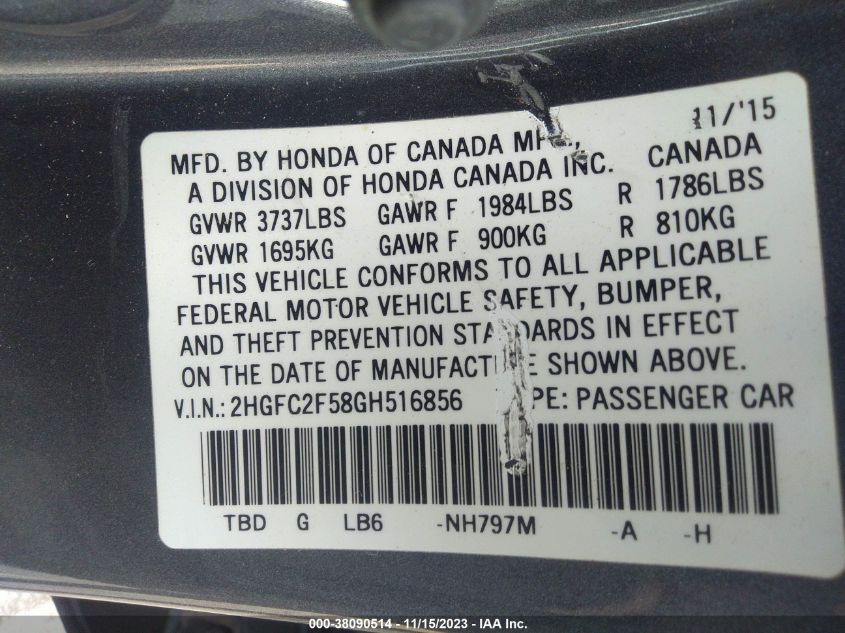 11/'15
MFD. BY HONDA OF CANADA
A DIVISION OF HONDA CANADA INC. CANADA
GVWR 3737LBS GAWR F 1984LBS R 1786LBS
GVWR 1695KG GAWR F 900KG R 810KG
THIS VEHICLE CONFORMS TO ALL APPLICABLE
FEDERAL MOTOR VEHICLE SAFETY, BUMPER,
AND THEFT PREVENTION STANDARDS IN EFFECT
ON THE DATE OF MANUFACTURE SHOWN ABOVE.
V.I.N.: 2HGFC2F58GH516856 PE: PASSENGER CAR
TBD G LB6 -NH797M -A -H
000-38090514 - 11/15/2023 - IAA Inc.